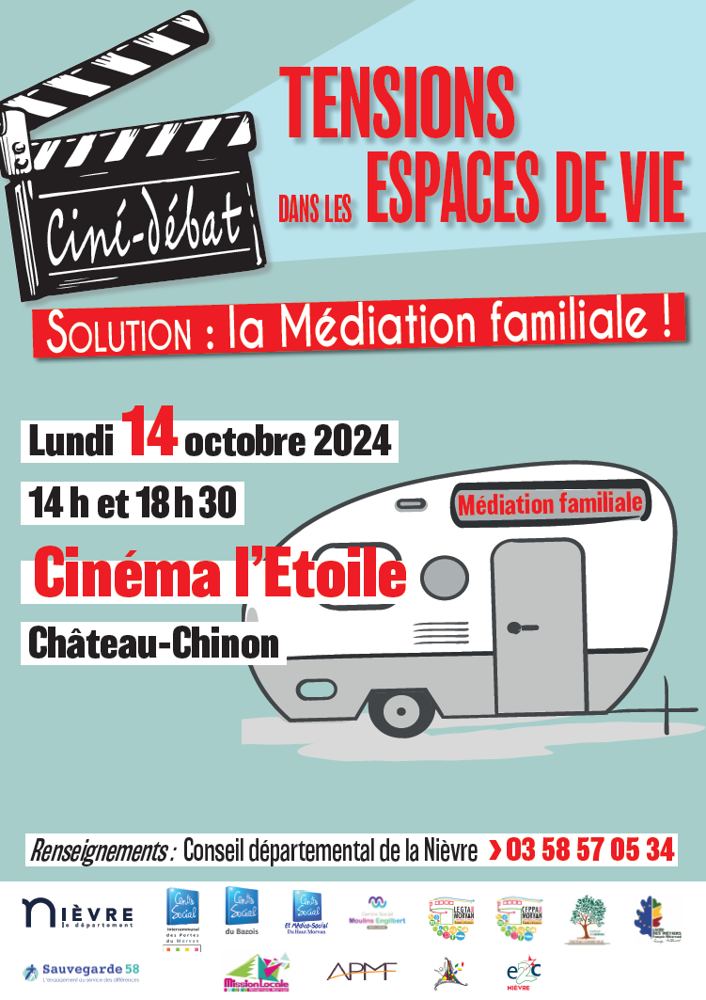 Ciné-débat
TENSIONS
DANS LES ESPACES DE VIE
SOLUTION : la Médiation familiale !
Lundi 14 octobre 2024
14 h et 18 h 30
Médiation familiale
Cinéma l'Etoile
Château-Chinon
Renseignements : Conseil départemental de la Nièvre › 03 58 57 05 34
nièvre
le département
Centre Social
Intercommunal
des Portes
du Morvan
Centre Social
du Bazois
Centre Social
Et Médico-Social
Du Haut Morvan
Centre Social
Moulins Engilbert
LEGTA
MORVAN
CFPPA
MORVAN
Sauvegarde 58
L'engagement au service des différences
Mission Locale
APMF
e2c
NIÈVRE